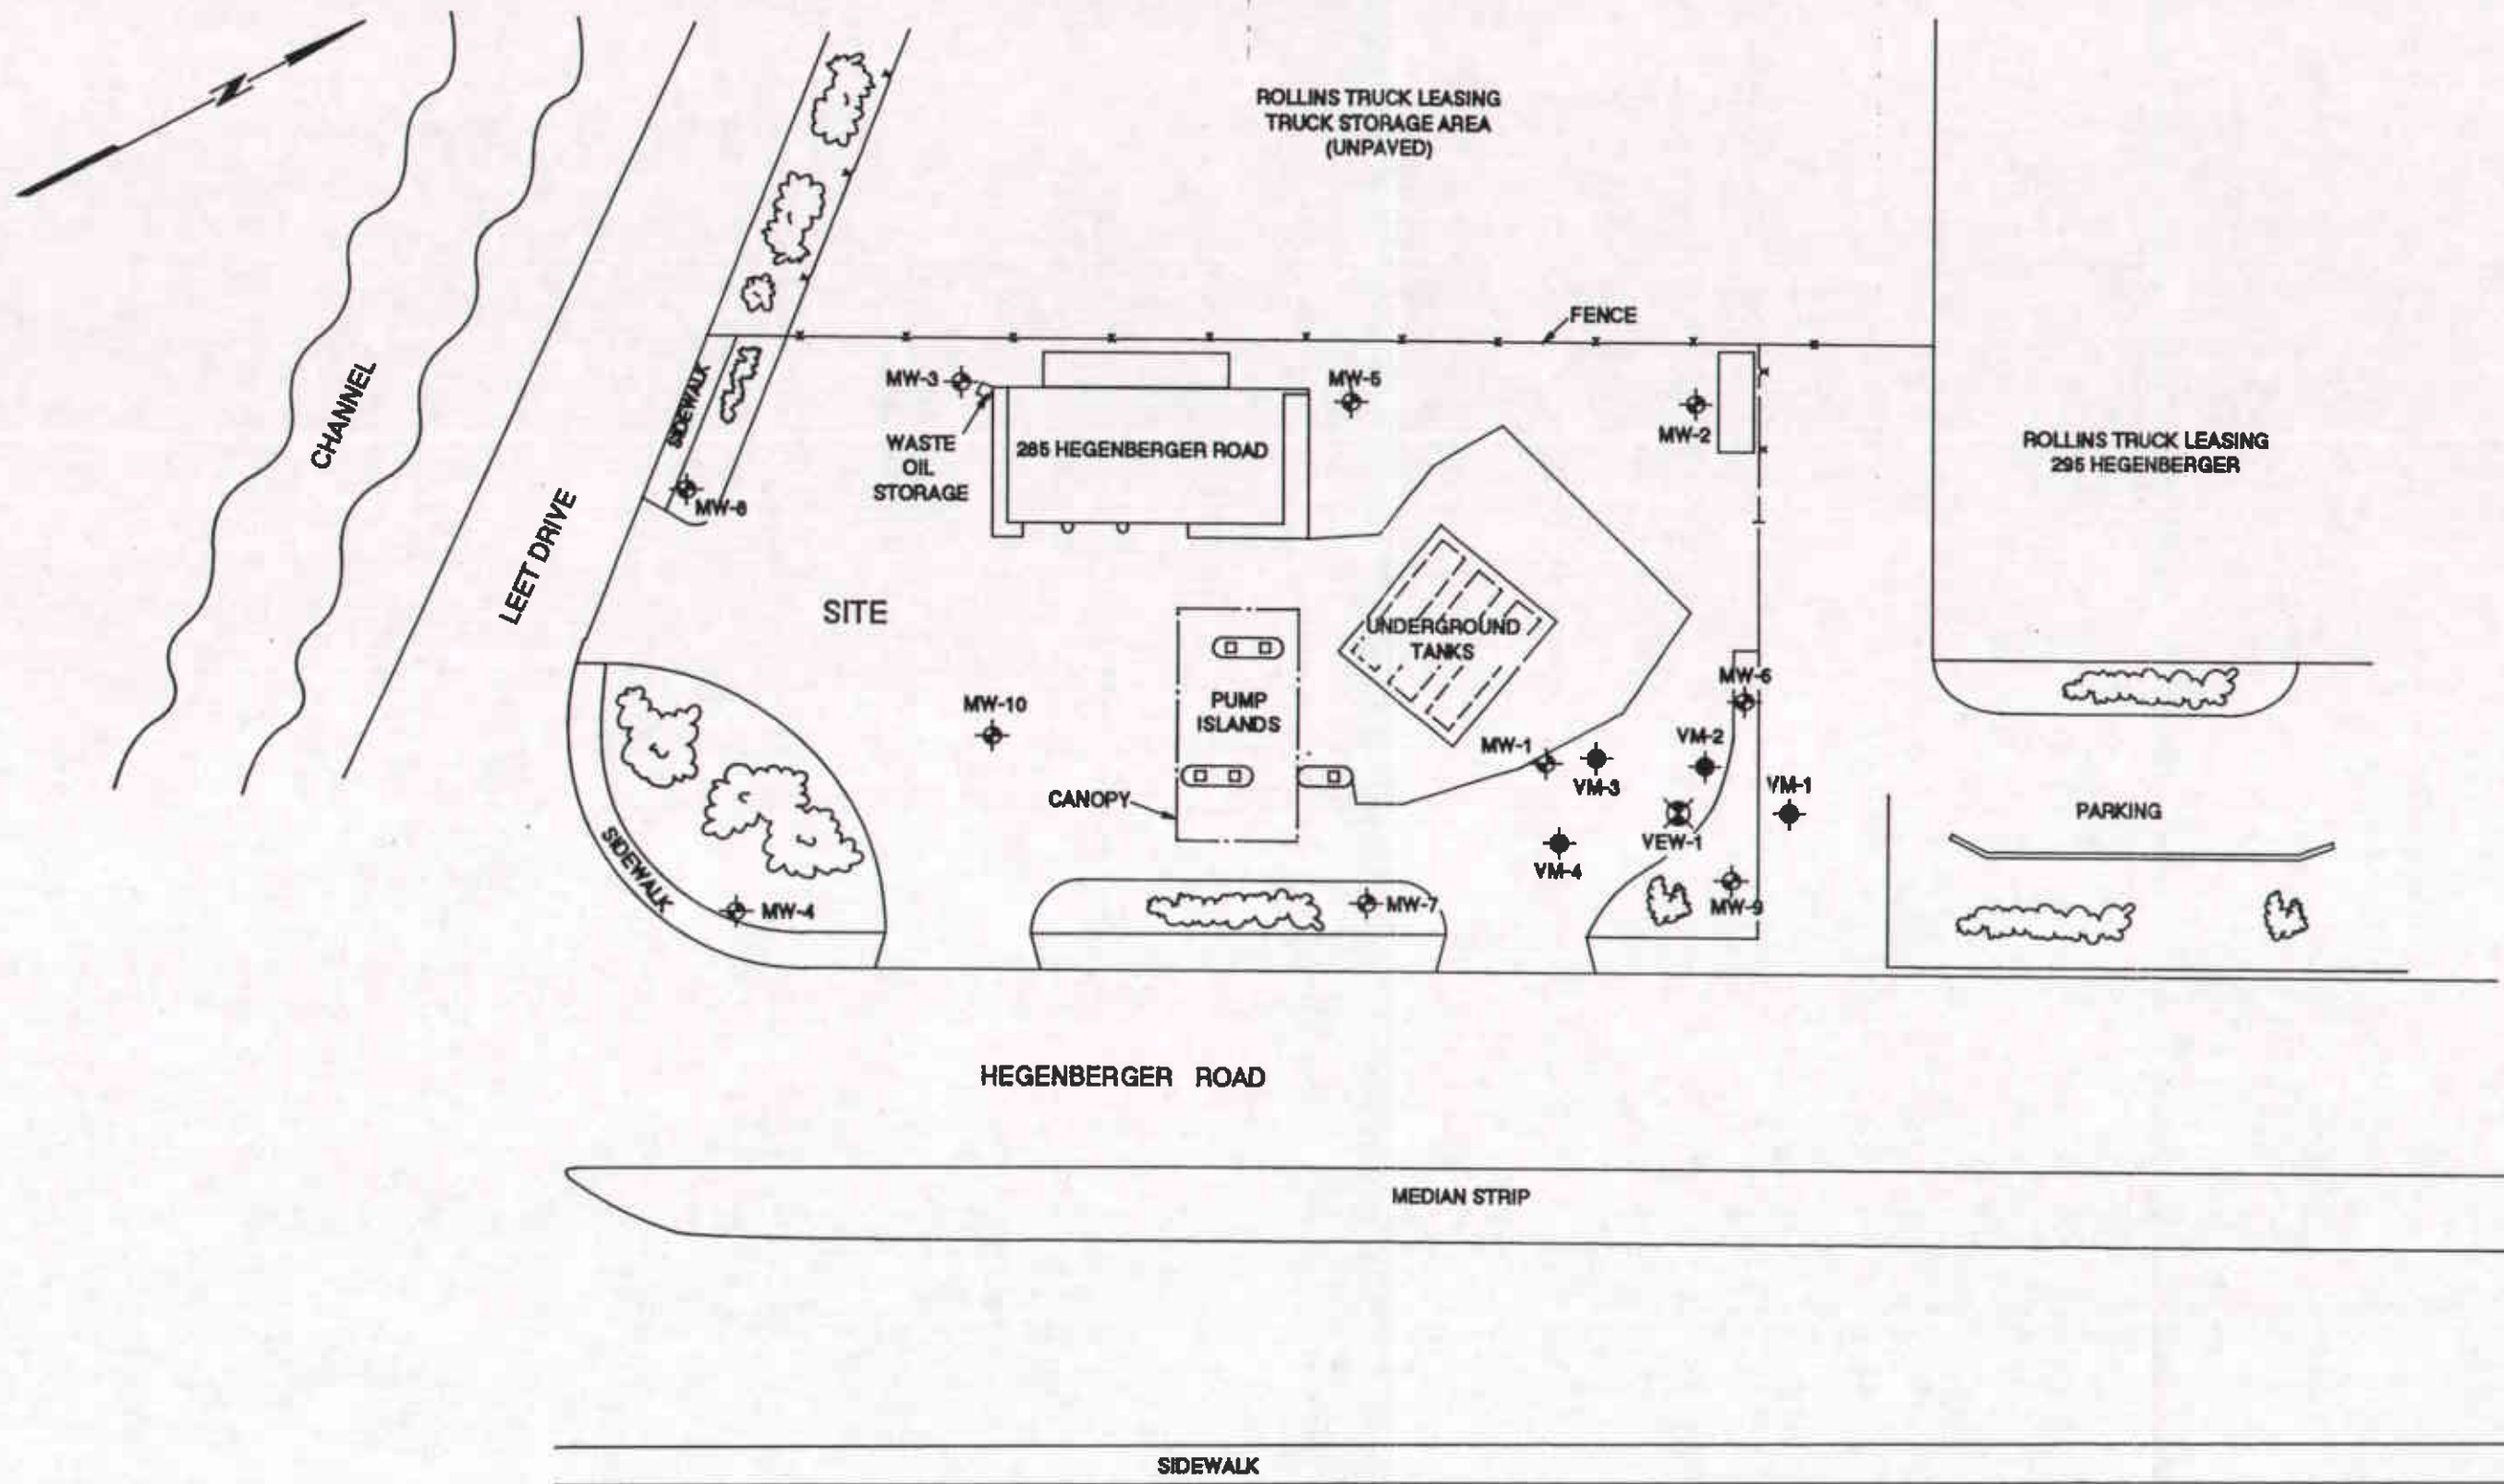 N
ROLLINS TRUCK LEASING
TRUCK STORAGE AREA
(UNPAVED)
FENCE
CHANNEL
SIDEWALK
MW-3
WASTE
OIL
STORAGE
285 HEGENBERGER ROAD
MW-5
MW-2
ROLLINS TRUCK LEASING
295 HEGENBERGER
MW-8
LEET DRIVE
SITE
UNDERGROUND
TANKS
MW-6
PUMP
ISLANDS
MW-10
MW-1
VM-2
VM-3
VM-1
CANOPY
PARKING
VEW-1
VM-4
SIDEWALK
MW-4
MW-7
MW-9
HEGENBERGER ROAD
MEDIAN STRIP
SIDEWALK